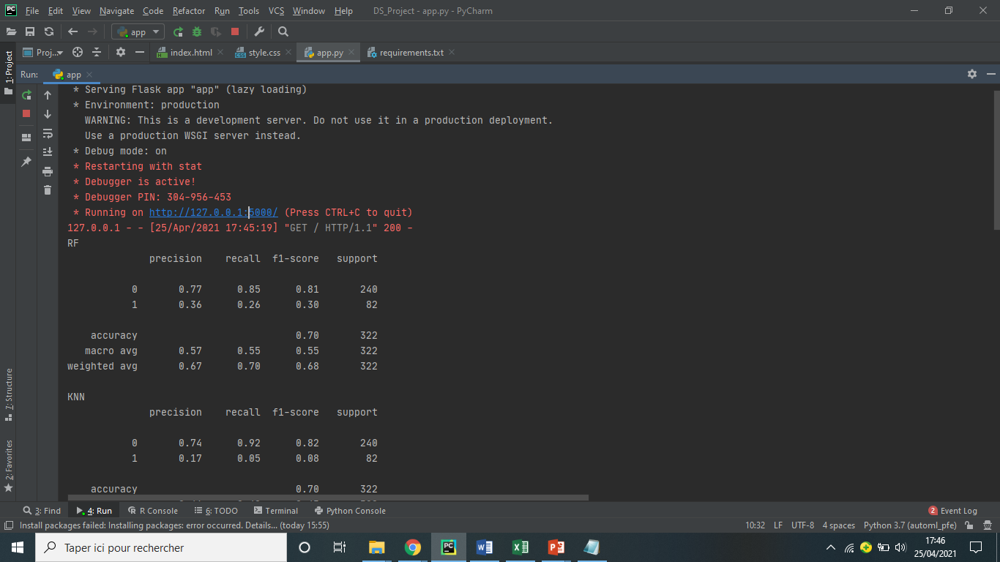 PC File Edit View Navigate Code Refactor Run Tools VCS Window Help DS_Project - app.py - PyCharm
app
1: Project
Proj...
index.html
style.css
app.py
requirements.txt
Run: app
* Serving Flask app "app" (lazy loading)
* Environment: production
WARNING: This is a development server. Do not use it in a production deployment.
Use a production WSGI server instead.
* Debug mode: on
* Restarting with stat
* Debugger is active!
* Debugger PIN: 304-956-453
* Running on http://127.0.0.1:5000/ (Press CTRL+C to quit)
127.0.0.1 - - [25/Apr/2021 17:45:19] "GET / HTTP/1.1" 200 -
RF
precision recall f1-score support
0 0.77 0.85 0.81 240
1 0.36 0.26 0.30 82
accuracy 0.70 322
macro avg 0.57 0.55 0.55 322
weighted avg 0.67 0.70 0.68 322
KNN
precision recall f1-score support
0 0.74 0.92 0.82 240
1 0.17 0.05 0.08 82
accuracy 0.70 322
7: Structure
2: Favorites
3: Find 4: Run R Console 6: TODO Terminal Python Console 2 Event Log
Install packages failed: Installing packages: error occurred. Details... (today 15:55) 10:32 LF UTF-8 4 spaces Python 3.7 (automl_pfe)
Taper ici pour rechercher
17:46
25/04/2021